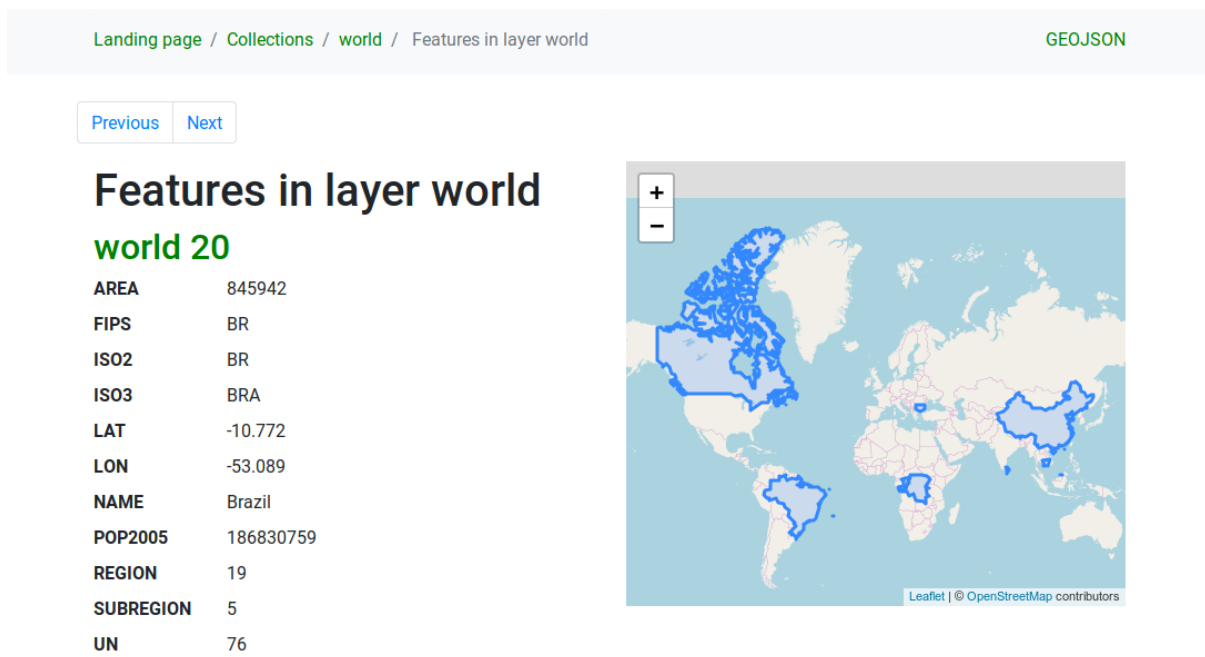 Landing page / Collections / world / Features in layer world GEOJSON
Previous Next
Features in layer world
world 20
AREA 845942
FIPS BR
ISO2 BR
ISO3 BRA
LAT -10.772
LON -53.089
NAME Brazil
POP2005 186830759
REGION 19
SUBREGION 5
UN 76
+
−
Leaflet | © OpenStreetMap contributors